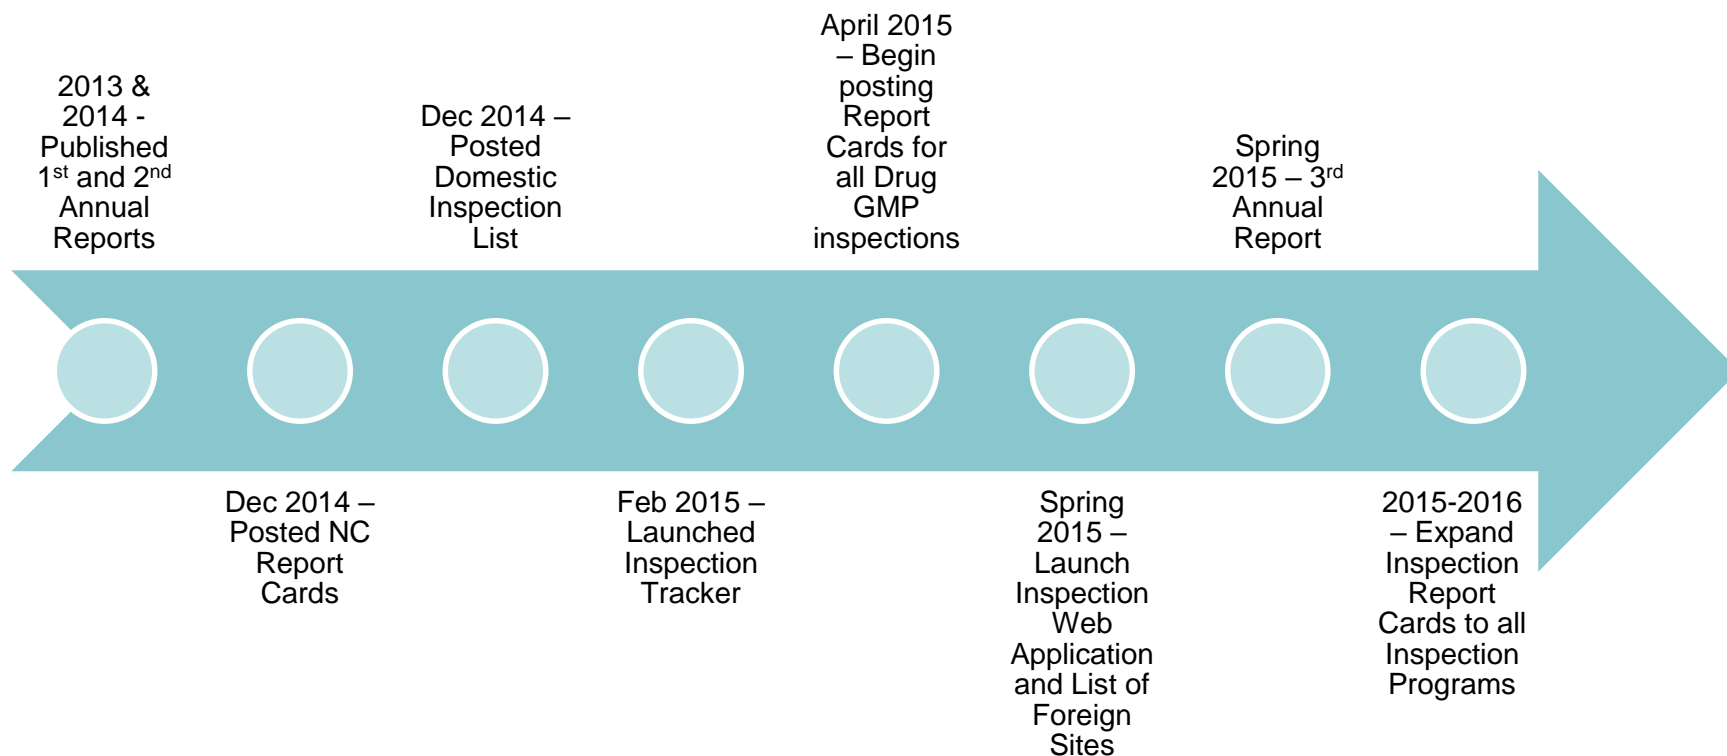 2013 &
2014 -
Published
1st and 2nd
Annual
Reports
Dec 2014 –
Posted NC
Report
Cards
Dec 2014 –
Posted
Domestic
Inspection
List
Feb 2015 –
Launched
Inspection
Tracker
April 2015
– Begin
posting
Report
Cards for
all Drug
GMP
inspections
Spring
2015 –
Launch
Inspection
Web
Application
and List of
Foreign
Sites
Spring
2015 – 3rd
Annual
Report
2015-2016
– Expand
Inspection
Report
Cards to all
Inspection
Programs